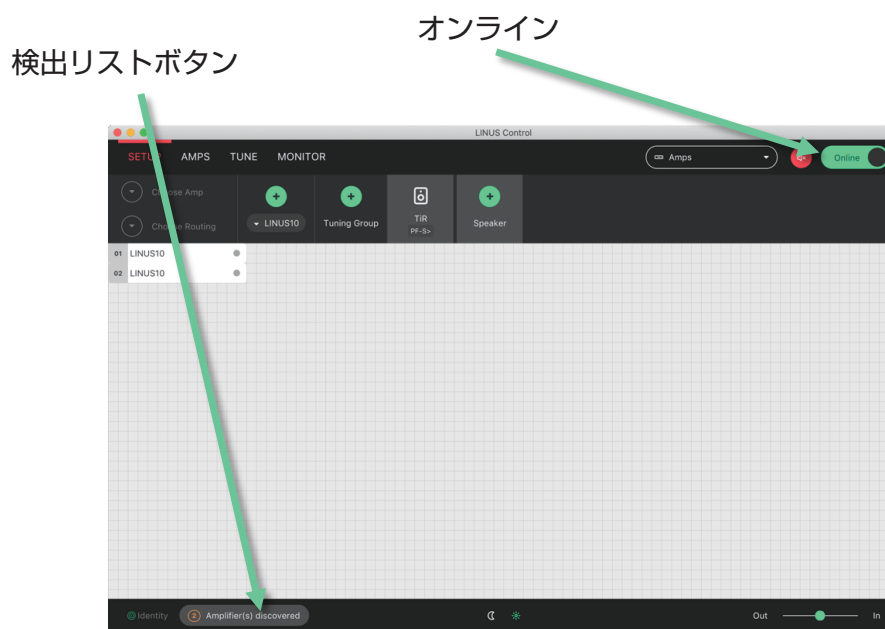 オンライン
検出リストボタン
LINUS Control
SETUP AMPS TUNE MONITOR
Amps
Online
Choose Amp
Choose Routing
LINUS10
Tuning Group
TiR
PF-S>
Speaker
01 LINUS10
02 LINUS10
Identity
2 Amplifier(s) discovered
Out In